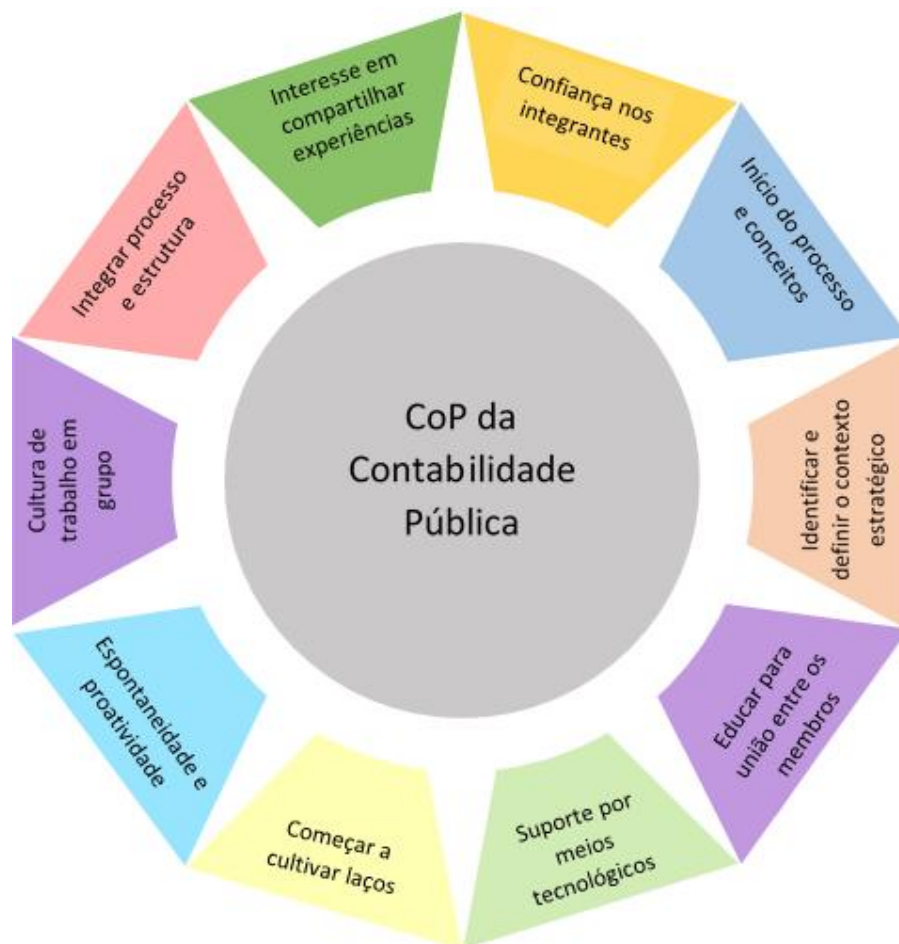 Interesse em
compartilhar
experiências
Confiança nos
integrantes
Início do processo
e conceitos
Identificar e
definir o contexto
estratégico
Educar para
união entre os
membros
Suporte por
meios
tecnológicos
Começar a
cultivar laços
Espontaneidade e
proatividade
Cultura de
trabalho em
grupo
Integrar processo
e estrutura
CoP da
Contabilidade
Pública